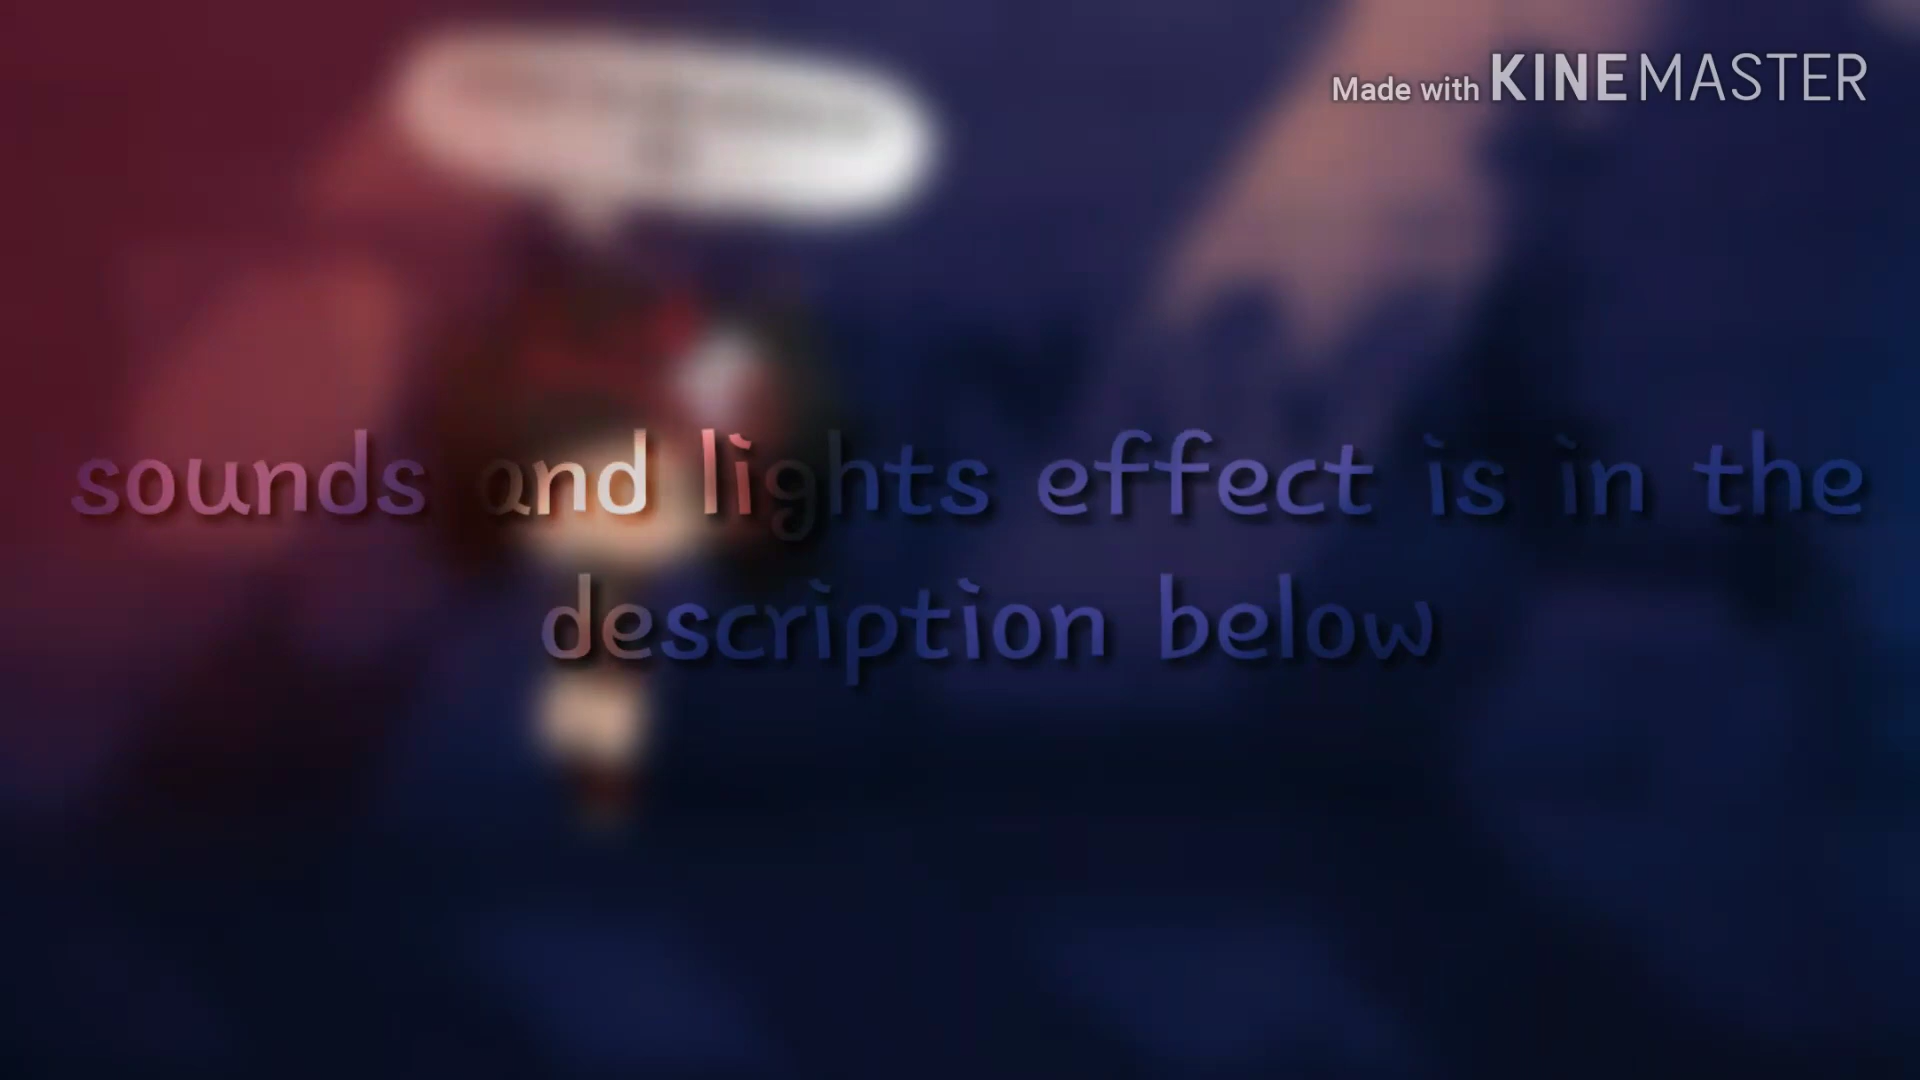 Made with KINEMASTER
sounds and lights effect is in the
description below